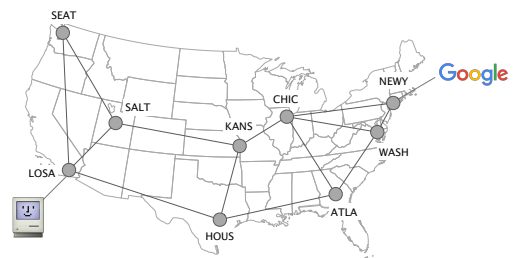 SEAT
Google
NEWY
CHIC
SALT
KANS
WASH
LOSA
ATLA
HOUS